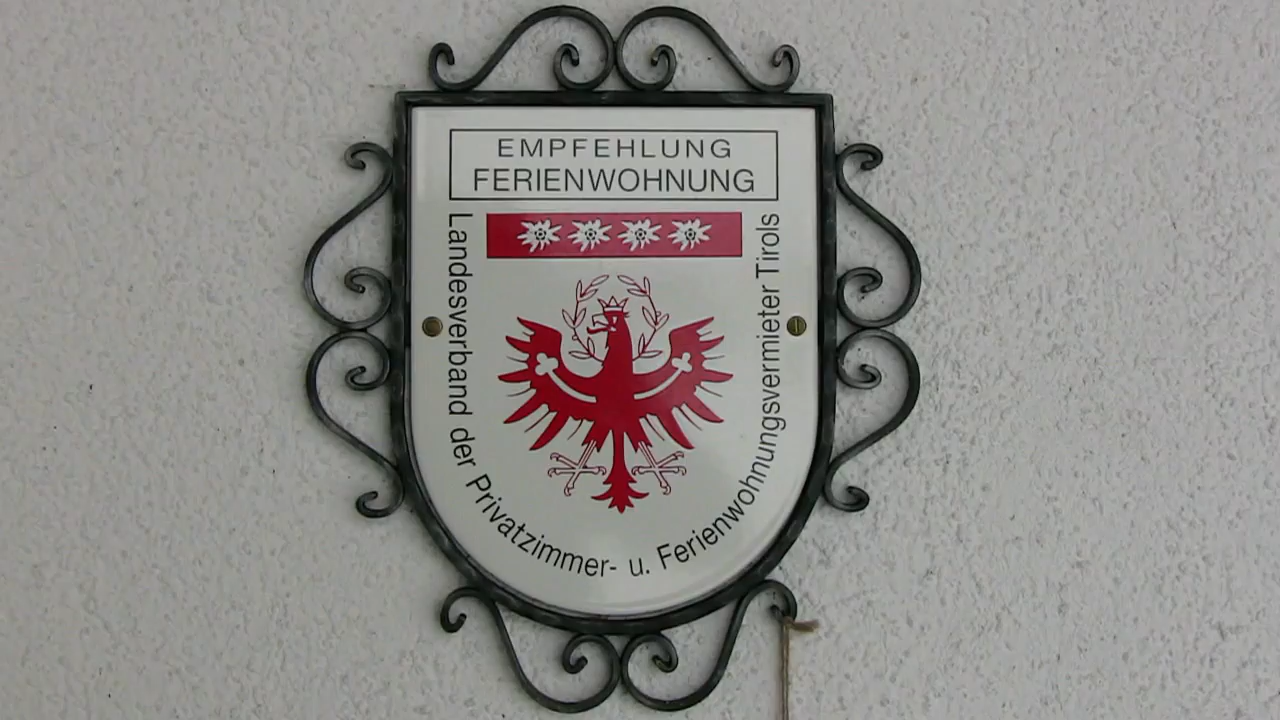 EMPFEHLUNG
FERIENWOHNUNG
Landesverband der Privatzimmer- u. Ferienwohnungsvermieter Tirols